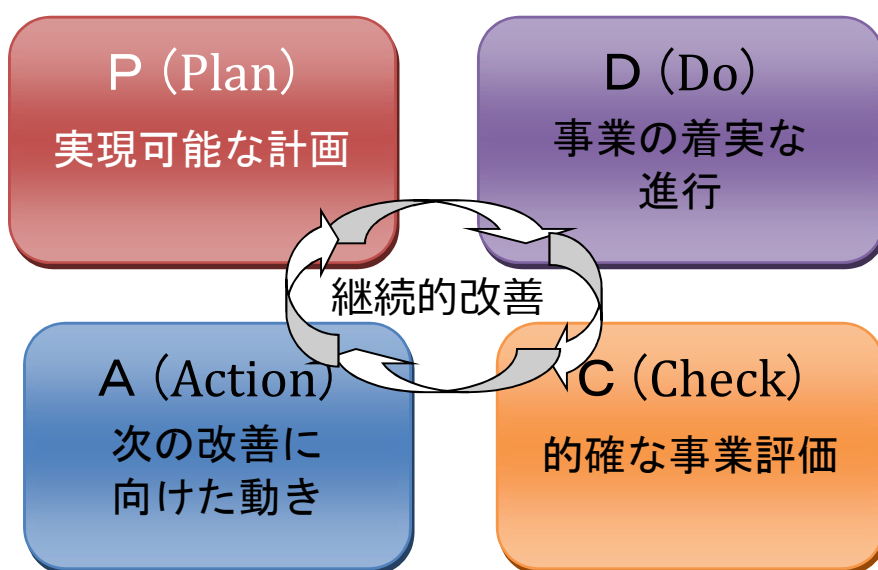 P（Plan）
実現可能な計画
D（Do）
事業の着実な
進行
継続的改善
A（Action）
次の改善に
向けた動き
C（Check）
的確な事業評価